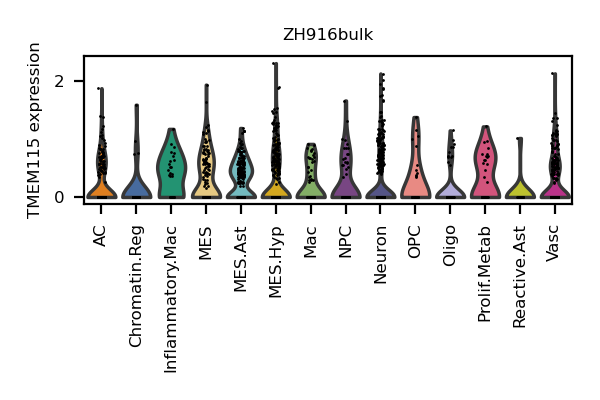 ZH916bulk
TMEM115 expression
2
0
AC
Chromatin.Reg
Inflammatory.Mac
MES
MES.Ast
MES.Hyp
Mac
NPC
Neuron
OPC
Oligo
Prolif.Metab
Reactive.Ast
Vasc